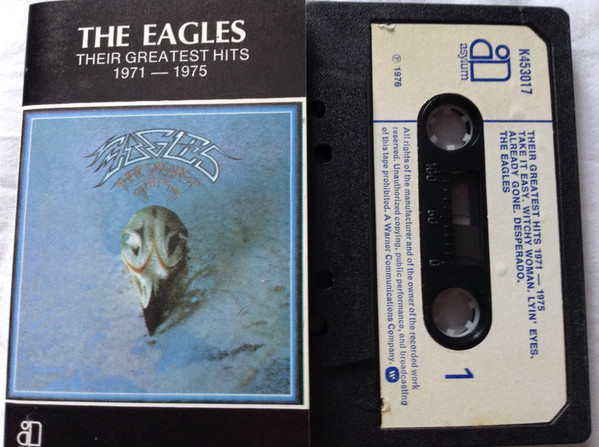 THE EAGLES
THEIR GREATEST HITS
1971 — 1975
EAGLES
THEIR GREATEST
HITS
asylum
K453017
Ⓟ 1976
THEIR GREATEST HITS 1971 — 1975
TAKE IT EASY. WITCHY WOMAN. LYIN' EYES.
ALREADY GONE. DESPERADO.
THE EAGLES
100 50 0
1
All rights of the manufacturer and of the owner of the recorded work
reserved. Unauthorized copying, public performance, and broadcasting
of this tape prohibited. A Warner Communications Company.